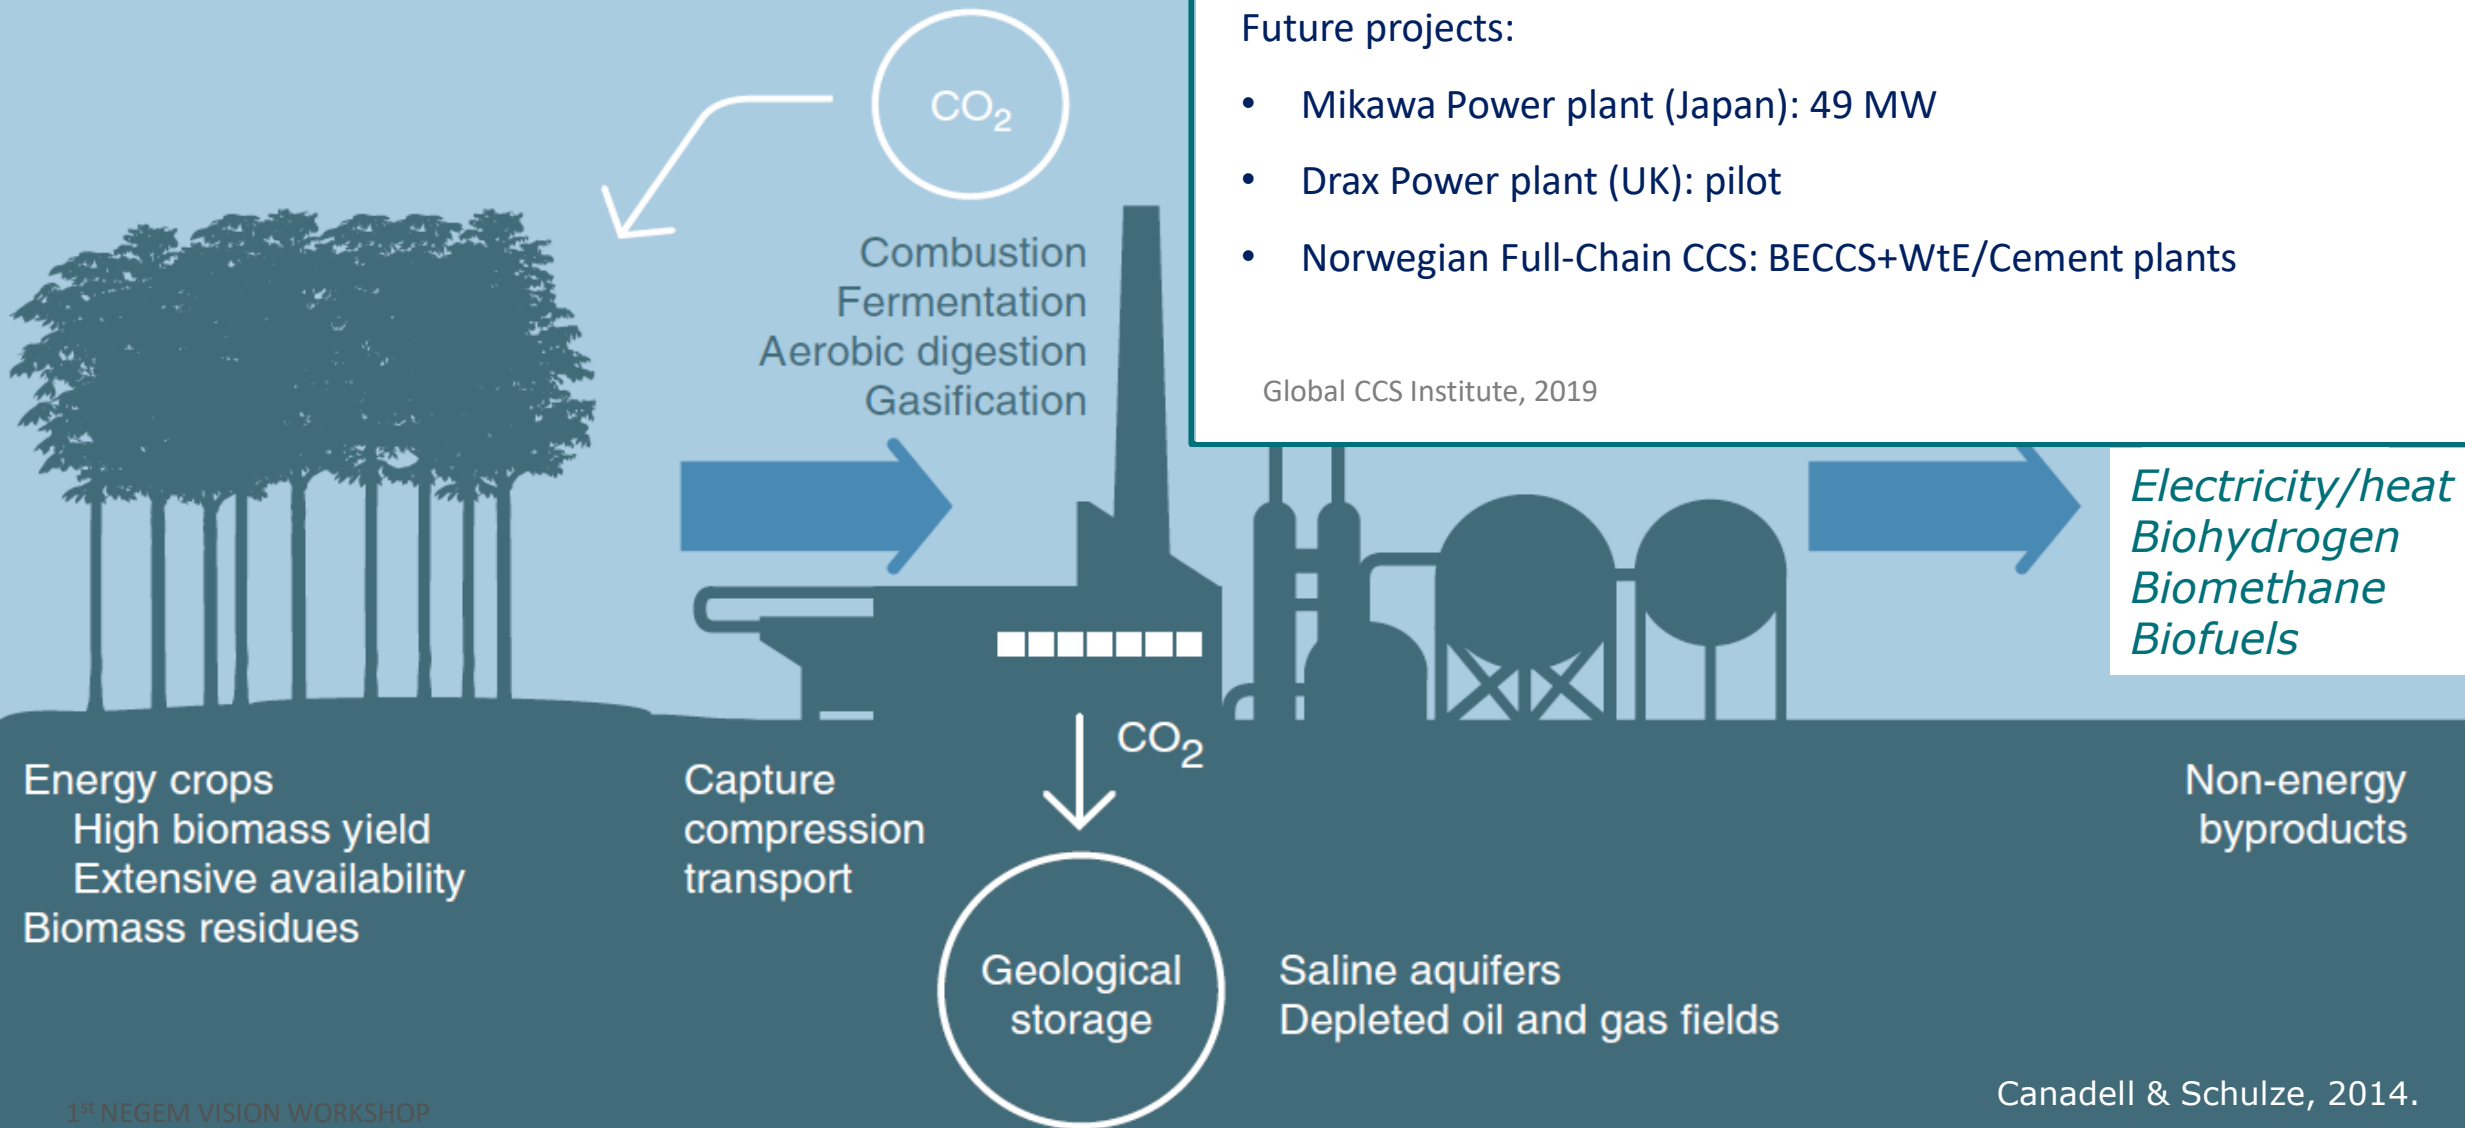 Future projects:
• Mikawa Power plant (Japan): 49 MW
• Drax Power plant (UK): pilot
• Norwegian Full-Chain CCS: BECCS+WtE/Cement plants
Global CCS Institute, 2019
CO₂
Combustion
Fermentation
Aerobic digestion
Gasification
Electricity/heat
Biohydrogen
Biomethane
Biofuels
Energy crops
High biomass yield
Extensive availability
Biomass residues
Capture
compression
transport
CO₂
Geological
storage
Saline aquifers
Depleted oil and gas fields
Non-energy
byproducts
Canadell & Schulze, 2014.
1st NEGEM VISION WORKSHOP